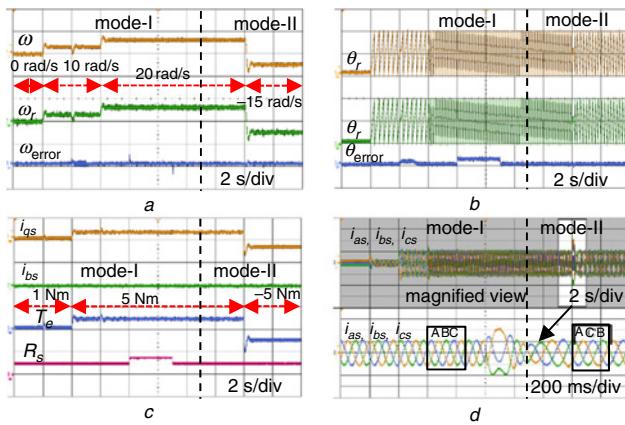 mode-I
mode-II
ω
0 rad/s
10 rad/s
20 rad/s
−15 rad/s
ω_r
ω_error
2 s/div
a
mode-I
mode-II
θ_r
θ_r
θ_error
2 s/div
b
i_qs
i_bs
mode-I
mode-II
1 Nm
5 Nm
−5 Nm
T_e
R_s
2 s/div
c
mode-I
mode-II
i_as, i_bs, i_cs
magnified view
2 s/div
i_as, i_bs, i_cs
ABC
ACB
200 ms/div
d